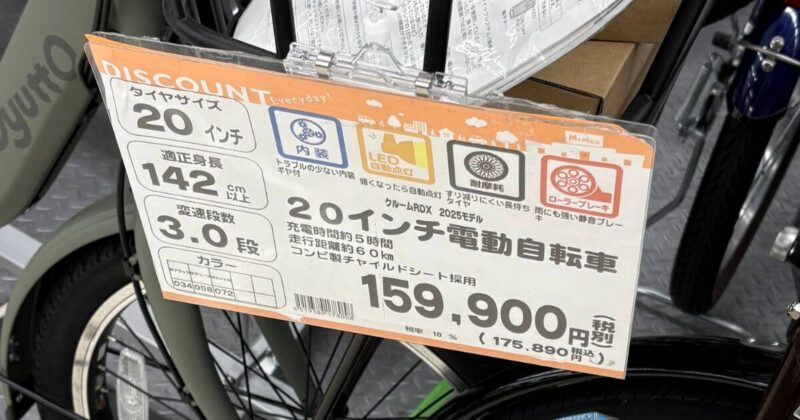 gyuttO
DISCOUNT Everyday!
タイヤサイズ
20 インチ
適正身長
142 cm以上
変速段数
3.0 段
カラー
034 058 072
内装
トラブルの少ない内装ギヤ付
LED自動点灯
暗くなったら自動点灯
耐摩耗
すり減りにくい長持ちタイヤ
ローラーブレーキ
雨にも強い静音ブレーキ
MrMax
クルームRDX 2025モデル
20インチ電動自転車
充電時間約5時間
走行距離約60㎞
コンビ製チャイルドシート採用
159,900円(税別)
税率 10 %
(175,890円税込)